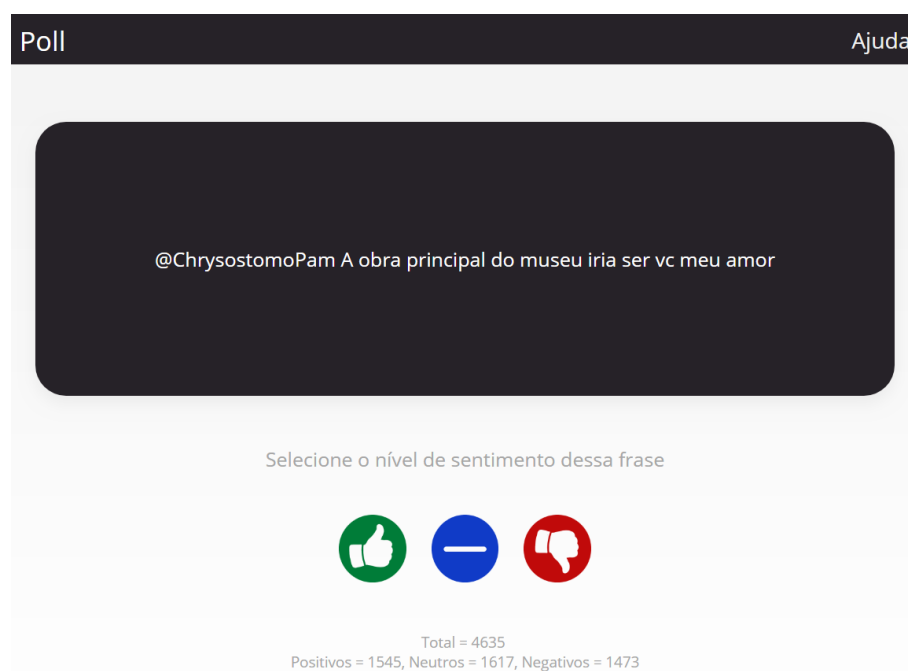 Poll
Ajuda
@ChrysostomoPam A obra principal do museu iria ser vc meu amor
Selecione o nível de sentimento dessa frase
Total = 4635
Positivos = 1545, Neutros = 1617, Negativos = 1473